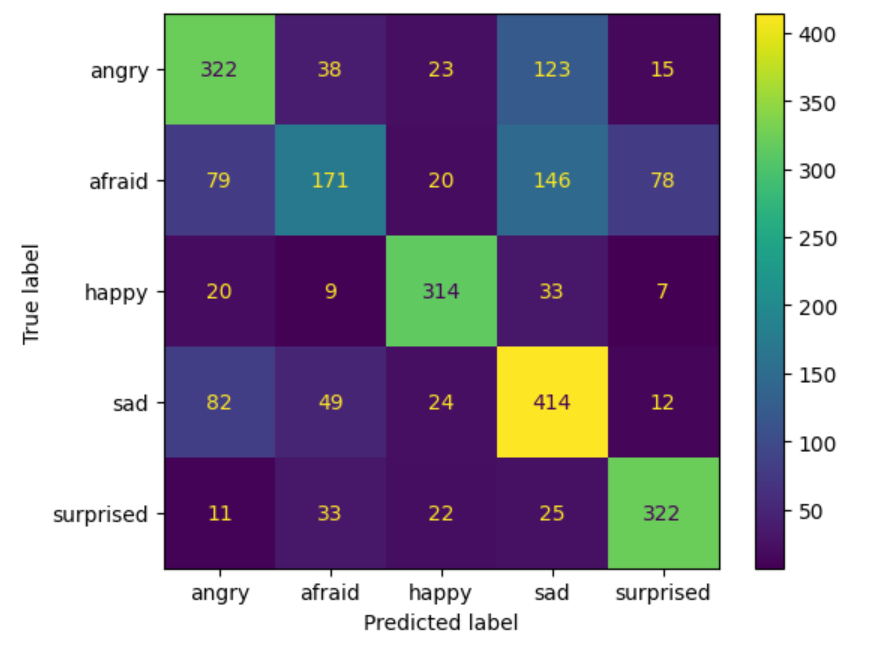 angry 322 38 23 123 15
afraid 79 171 20 146 78
happy 20 9 314 33 7
sad 82 49 24 414 12
surprised 11 33 22 25 322
angry afraid happy sad surprised
Predicted label
True label
400
350
300
250
200
150
100
50